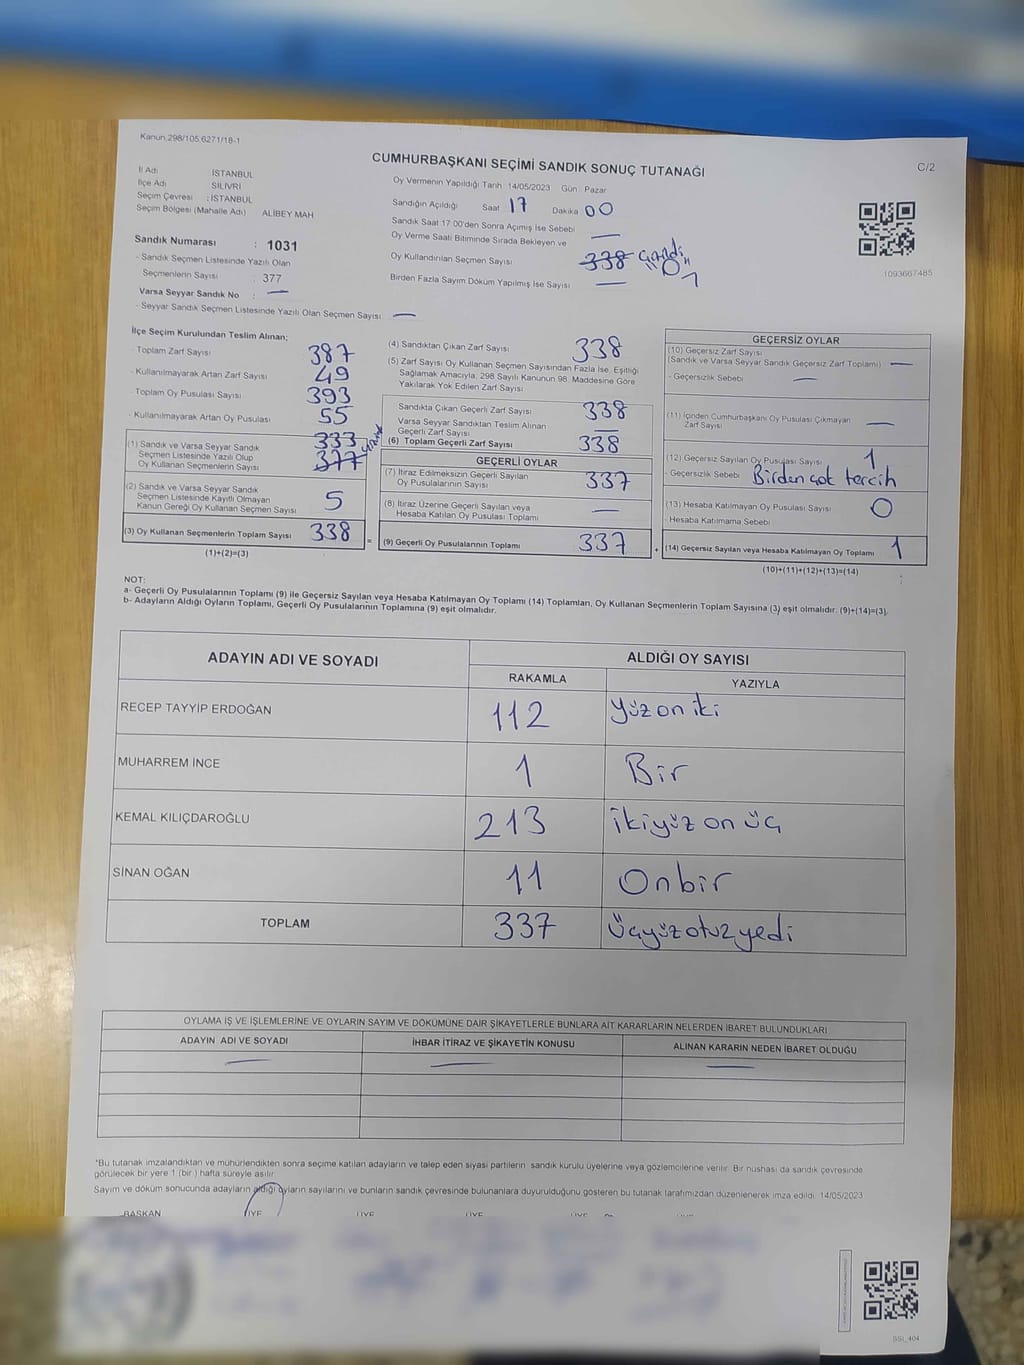 Kanun.298/105.6271/18-1
CUMHURBAŞKANI SEÇİMİ SANDIK SONUÇ TUTANAĞI
C/2
İl Adı İSTANBUL
İlçe Adı SİLİVRİ
Seçim Çevresi : İSTANBUL
Seçim Bölgesi (Mahalle Adı) ALİBEY MAH
Sandık Numarası : 1031
- Sandık Seçmen Listesinde Yazılı Olan
Seçmenlerin Sayısı : 377
Varsa Seyyar Sandık No : —
- Seyyar Sandık Seçmen Listesinde Yazılı Olan Seçmen Sayısı —
Oy Vermenin Yapıldığı Tarih 14/05/2023 Gün Pazar
Sandığın Açıldığı Saat 17 Dakika 00
Sandık Saat 17:00'den Sonra Açımış İse Sebebi —
Oy Verme Saati Bitiminde Sırada Bekleyen ve
Oy Kullandırılan Seçmen Sayısı 338 çizildi
Birden Fazla Sayım Döküm Yapılmış İse Sayısı —
1093667485
İlçe Seçim Kurulundan Teslim Alınan;
- Toplam Zarf Sayısı 387
- Kullanılmayarak Artan Zarf Sayısı 49
- Toplam Oy Pusulası Sayısı 393
- Kullanılmayarak Artan Oy Pusulası 55
(1) Sandık ve Varsa Seyyar Sandık 333
Seçmen Listesinde Yazılı Olup 377
Oy Kullanan Seçmenlerin Sayısı
(2) Sandık ve Varsa Seyyar Sandık
Seçmen Listesinde Kayıtlı Olmayan 5
Kanun Gereği Oy Kullanan Seçmen Sayısı
(3) Oy Kullanan Seçmenlerin Toplam Sayısı 338
(1)+(2)=(3)
(4) Sandıktan Çıkan Zarf Sayısı 338
(5) Zarf Sayısı Oy Kullanan Seçmen Sayısından Fazla İse, Eşitliği
Sağlamak Amacıyla, 298 Sayılı Kanunun 98. Maddesine Göre
Yakılarak Yok Edilen Zarf Sayısı
Sandıkta Çıkan Geçerli Zarf Sayısı 338
Varsa Seyyar Sandıktan Teslim Alınan
Geçerli Zarf Sayısı —
(6) Toplam Geçerli Zarf Sayısı 338
GEÇERLİ OYLAR
(7) İtiraz Edilmeksizin Geçerli Sayılan
Oy Pusulalarının Sayısı 337
(8) İtiraz Üzerine Geçerli Sayılan veya
Hesaba Katılan Oy Pusulası Toplamı —
= (9) Geçerli Oy Pusulalarının Toplamı 337
GEÇERSİZ OYLAR
(10) Geçersiz Zarf Sayısı
(Sandık ve Varsa Seyyar Sandık Geçersiz Zarf Toplamı) —
- Geçersizlik Sebebi —
(11) İçinden Cumhurbaşkanı Oy Pusulası Çıkmayan
Zarf Sayısı —
(12) Geçersiz Sayılan Oy Pusulası Sayısı 1
- Geçersizlik Sebebi Birden çok tercih
(13) Hesaba Katılmayan Oy Pusulası Sayısı 0
- Hesaba Katılmama Sebebi
+ (14) Geçersiz Sayılan veya Hesaba Katılmayan Oy Toplamı 1
(10)+(11)+(12)+(13)=(14)
NOT:
a- Geçerli Oy Pusulalarının Toplamı (9) ile Geçersiz Sayılan veya Hesaba Katılmayan Oy Toplamı (14) Toplamları, Oy Kullanan Seçmenlerin Toplam Sayısına (3) eşit olmalıdır. (9)+(14)=(3).
b- Adayların Aldığı Oyların Toplamı, Geçerli Oy Pusulalarının Toplamına (9) eşit olmalıdır.
ADAYIN ADI VE SOYADI ALDIĞI OY SAYISI
RAKAMLA YAZIYLA
RECEP TAYYİP ERDOĞAN 112 Yüz on iki
MUHARREM İNCE 1 Bir
KEMAL KILIÇDAROĞLU 213 İkiyüz on üç
SİNAN OĞAN 11 Onbir
TOPLAM 337 Üçyüz otuz yedi
OYLAMA İŞ VE İŞLEMLERİNE VE OYLARIN SAYIM VE DÖKÜMÜNE DAİR ŞİKAYETLERLE BUNLARA AİT KARARLARIN NELERDEN İBARET BULUNDUKLARI
ADAYIN ADI VE SOYADI İHBAR İTİRAZ VE ŞİKAYETİN KONUSU ALINAN KARARIN NEDEN İBARET OLDUĞU
— — —
*Bu tutanak imzalandıktan ve mühürlendikten sonra seçime katılan adayların ve talep eden siyasi partilerin sandık kurulu üyelerine veya gözlemcilerine verilir. Bir nüshası da sandık çevresinde
görülecek bir yere 1 (bir ) hafta süreyle asılır.
Sayım ve döküm sonucunda adayların aldığı oyların sayılarını ve bunların sandık çevresinde bulunanlara duyurulduğunu gösteren bu tutanak tarafımızdan düzenlenerek imza edildi. 14/05/2023
BAŞKAN ÜYE ÜYE ÜYE ÜYE